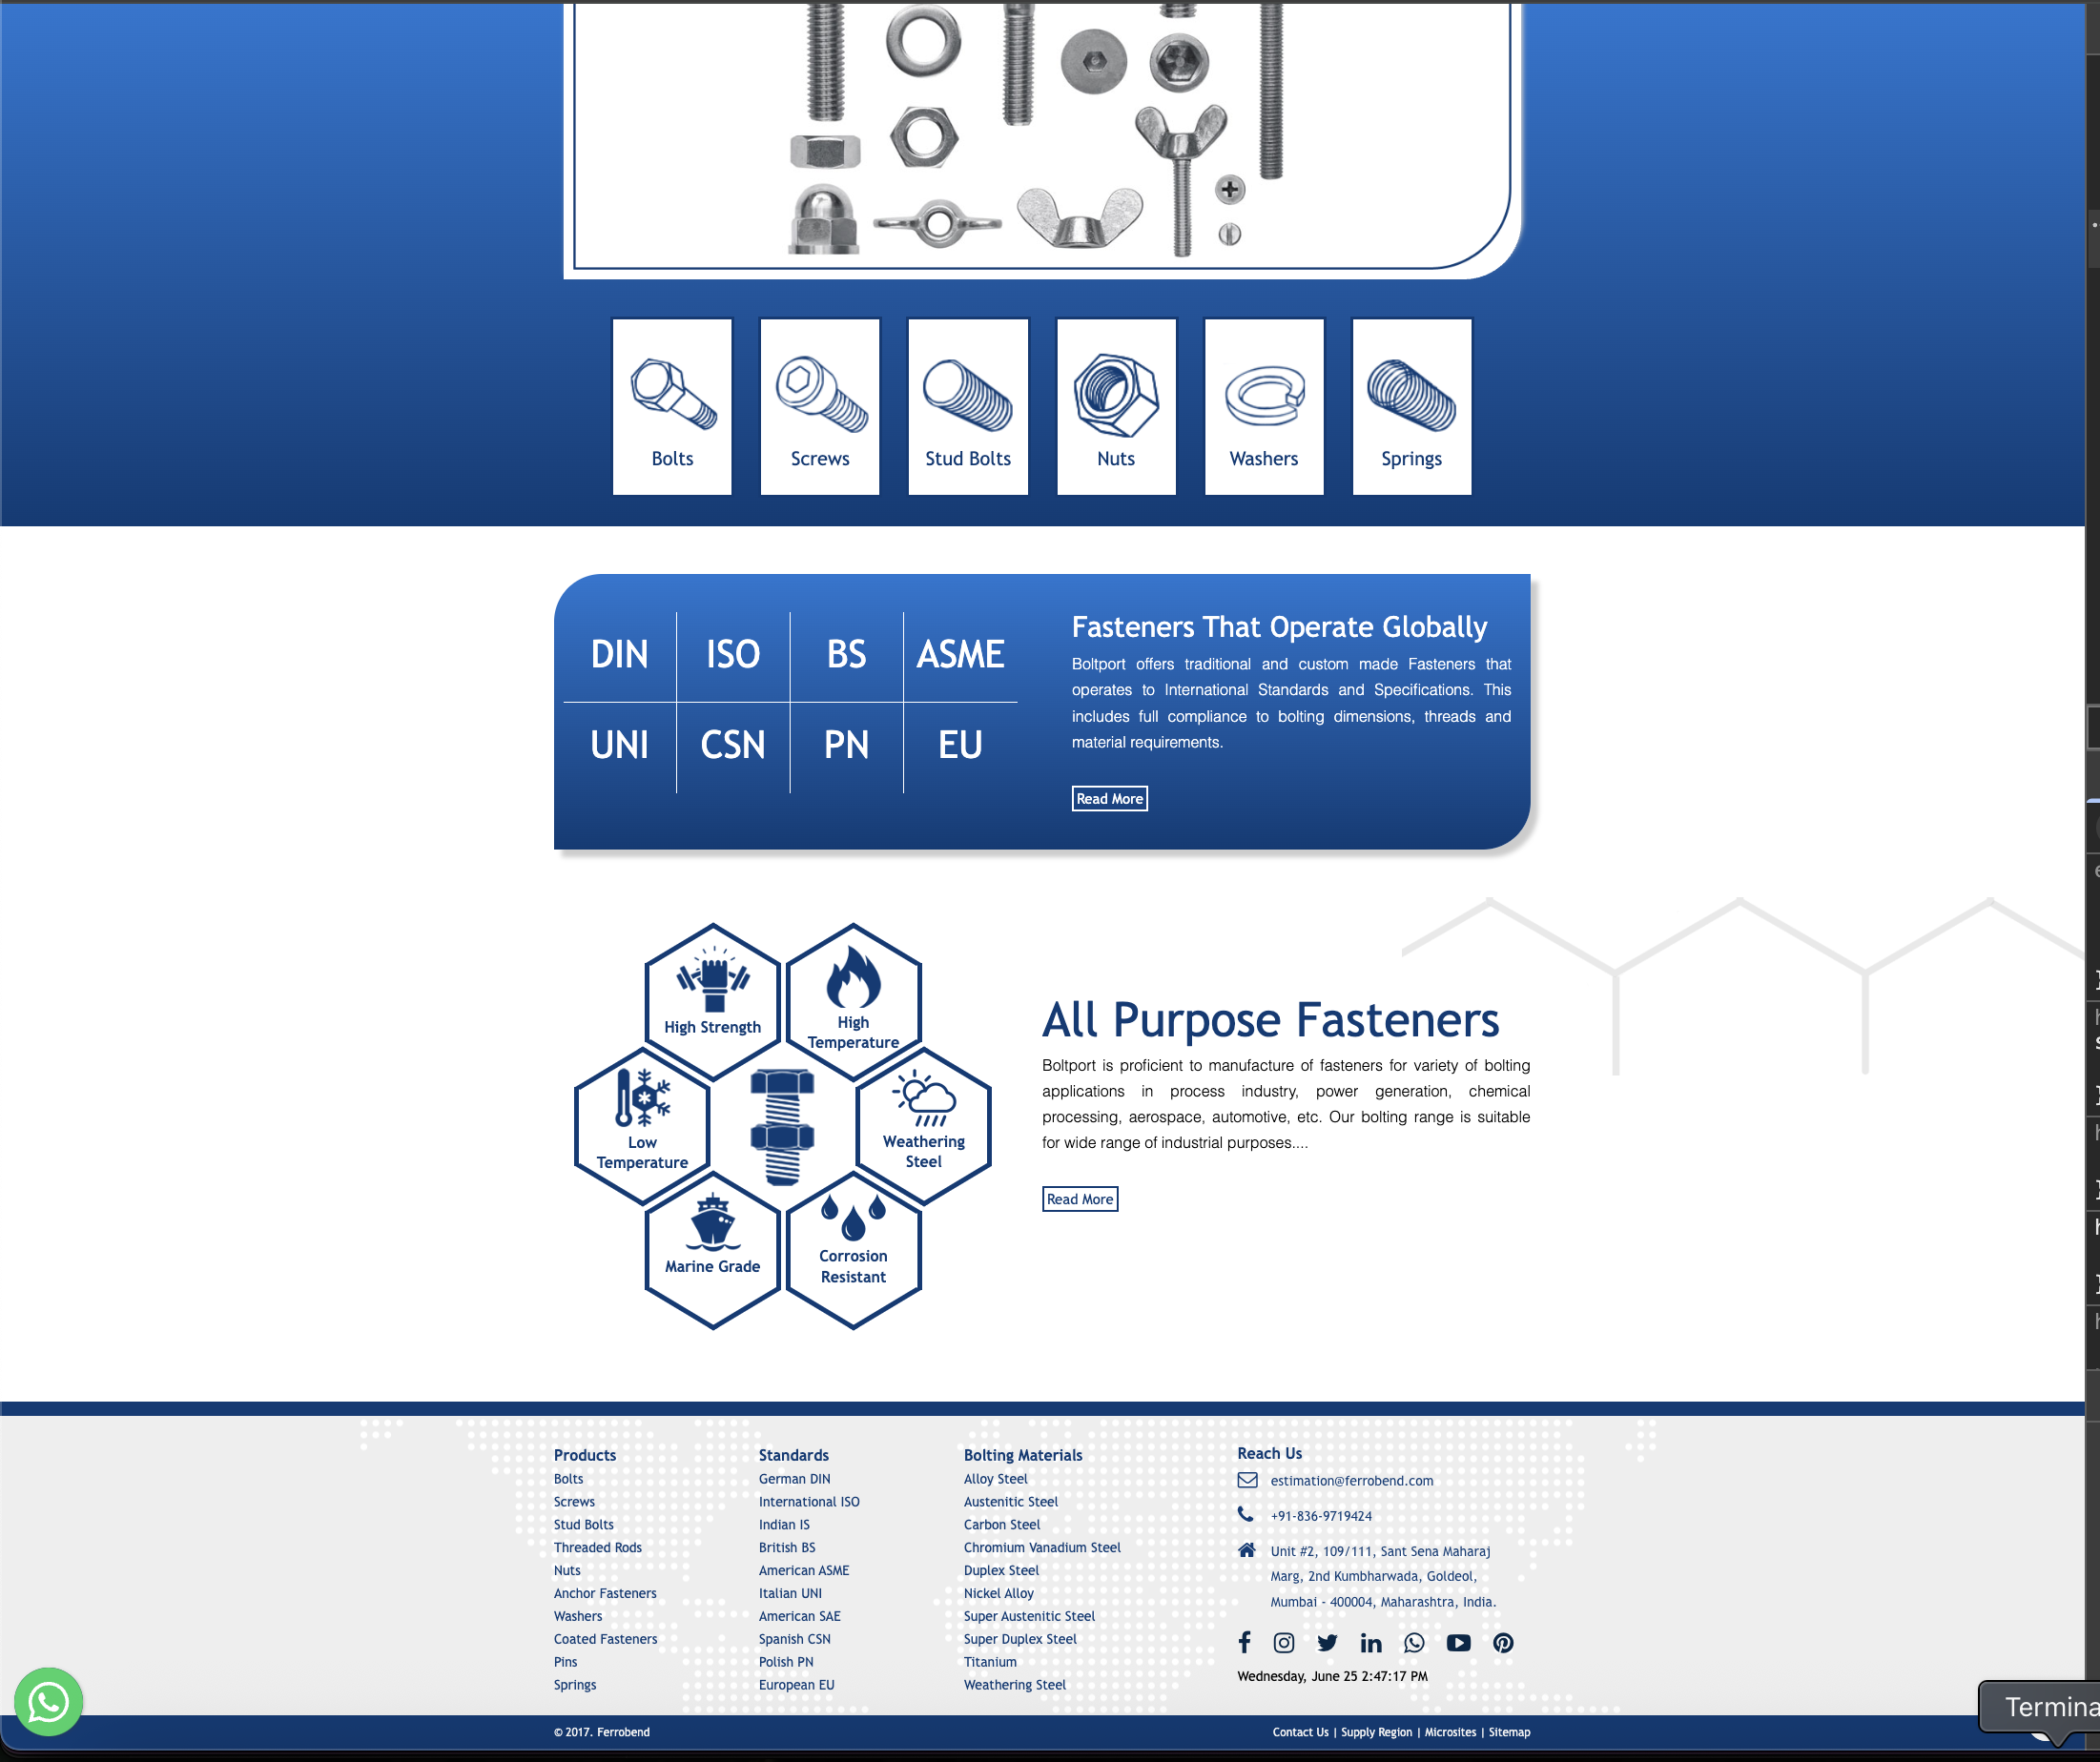 Bolts
Screws
Stud Bolts
Nuts
Washers
Springs
DIN
ISO
BS
ASME
UNI
CSN
PN
EU
Fasteners That Operate Globally
Boltport offers traditional and custom made Fasteners that
operates to International Standards and Specifications. This
includes full compliance to bolting dimensions, threads and
material requirements.
Read More
High Strength
High
Temperature
Low
Temperature
Weathering
Steel
Marine Grade
Corrosion
Resistant
All Purpose Fasteners
Boltport is proficient to manufacture of fasteners for variety of bolting
applications in process industry, power generation, chemical
processing, aerospace, automotive, etc. Our bolting range is suitable
for wide range of industrial purposes....
Read More
Products
Bolts
Screws
Stud Bolts
Threaded Rods
Nuts
Anchor Fasteners
Washers
Coated Fasteners
Pins
Springs
Standards
German DIN
International ISO
Indian IS
British BS
American ASME
Italian UNI
American SAE
Spanish CSN
Polish PN
European EU
Bolting Materials
Alloy Steel
Austenitic Steel
Carbon Steel
Chromium Vanadium Steel
Duplex Steel
Nickel Alloy
Super Austenitic Steel
Super Duplex Steel
Titanium
Weathering Steel
Reach Us
estimation@ferrobend.com
+91-836-9719424
Unit #2, 109/111, Sant Sena Maharaj
Marg, 2nd Kumbharwada, Goldeol,
Mumbai - 400004, Maharashtra, India.
Wednesday, June 25 2:47:17 PM
© 2017. Ferrobend
Contact Us | Supply Region | Microsites | Sitemap
Termina